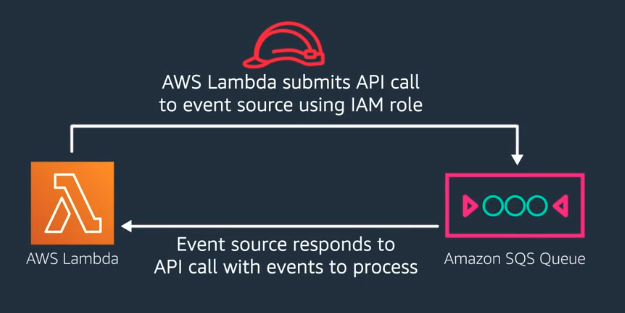 AWS Lambda submits API call
to event source using IAM role
AWS Lambda
Event source responds to
API call with events to process
Amazon SQS Queue